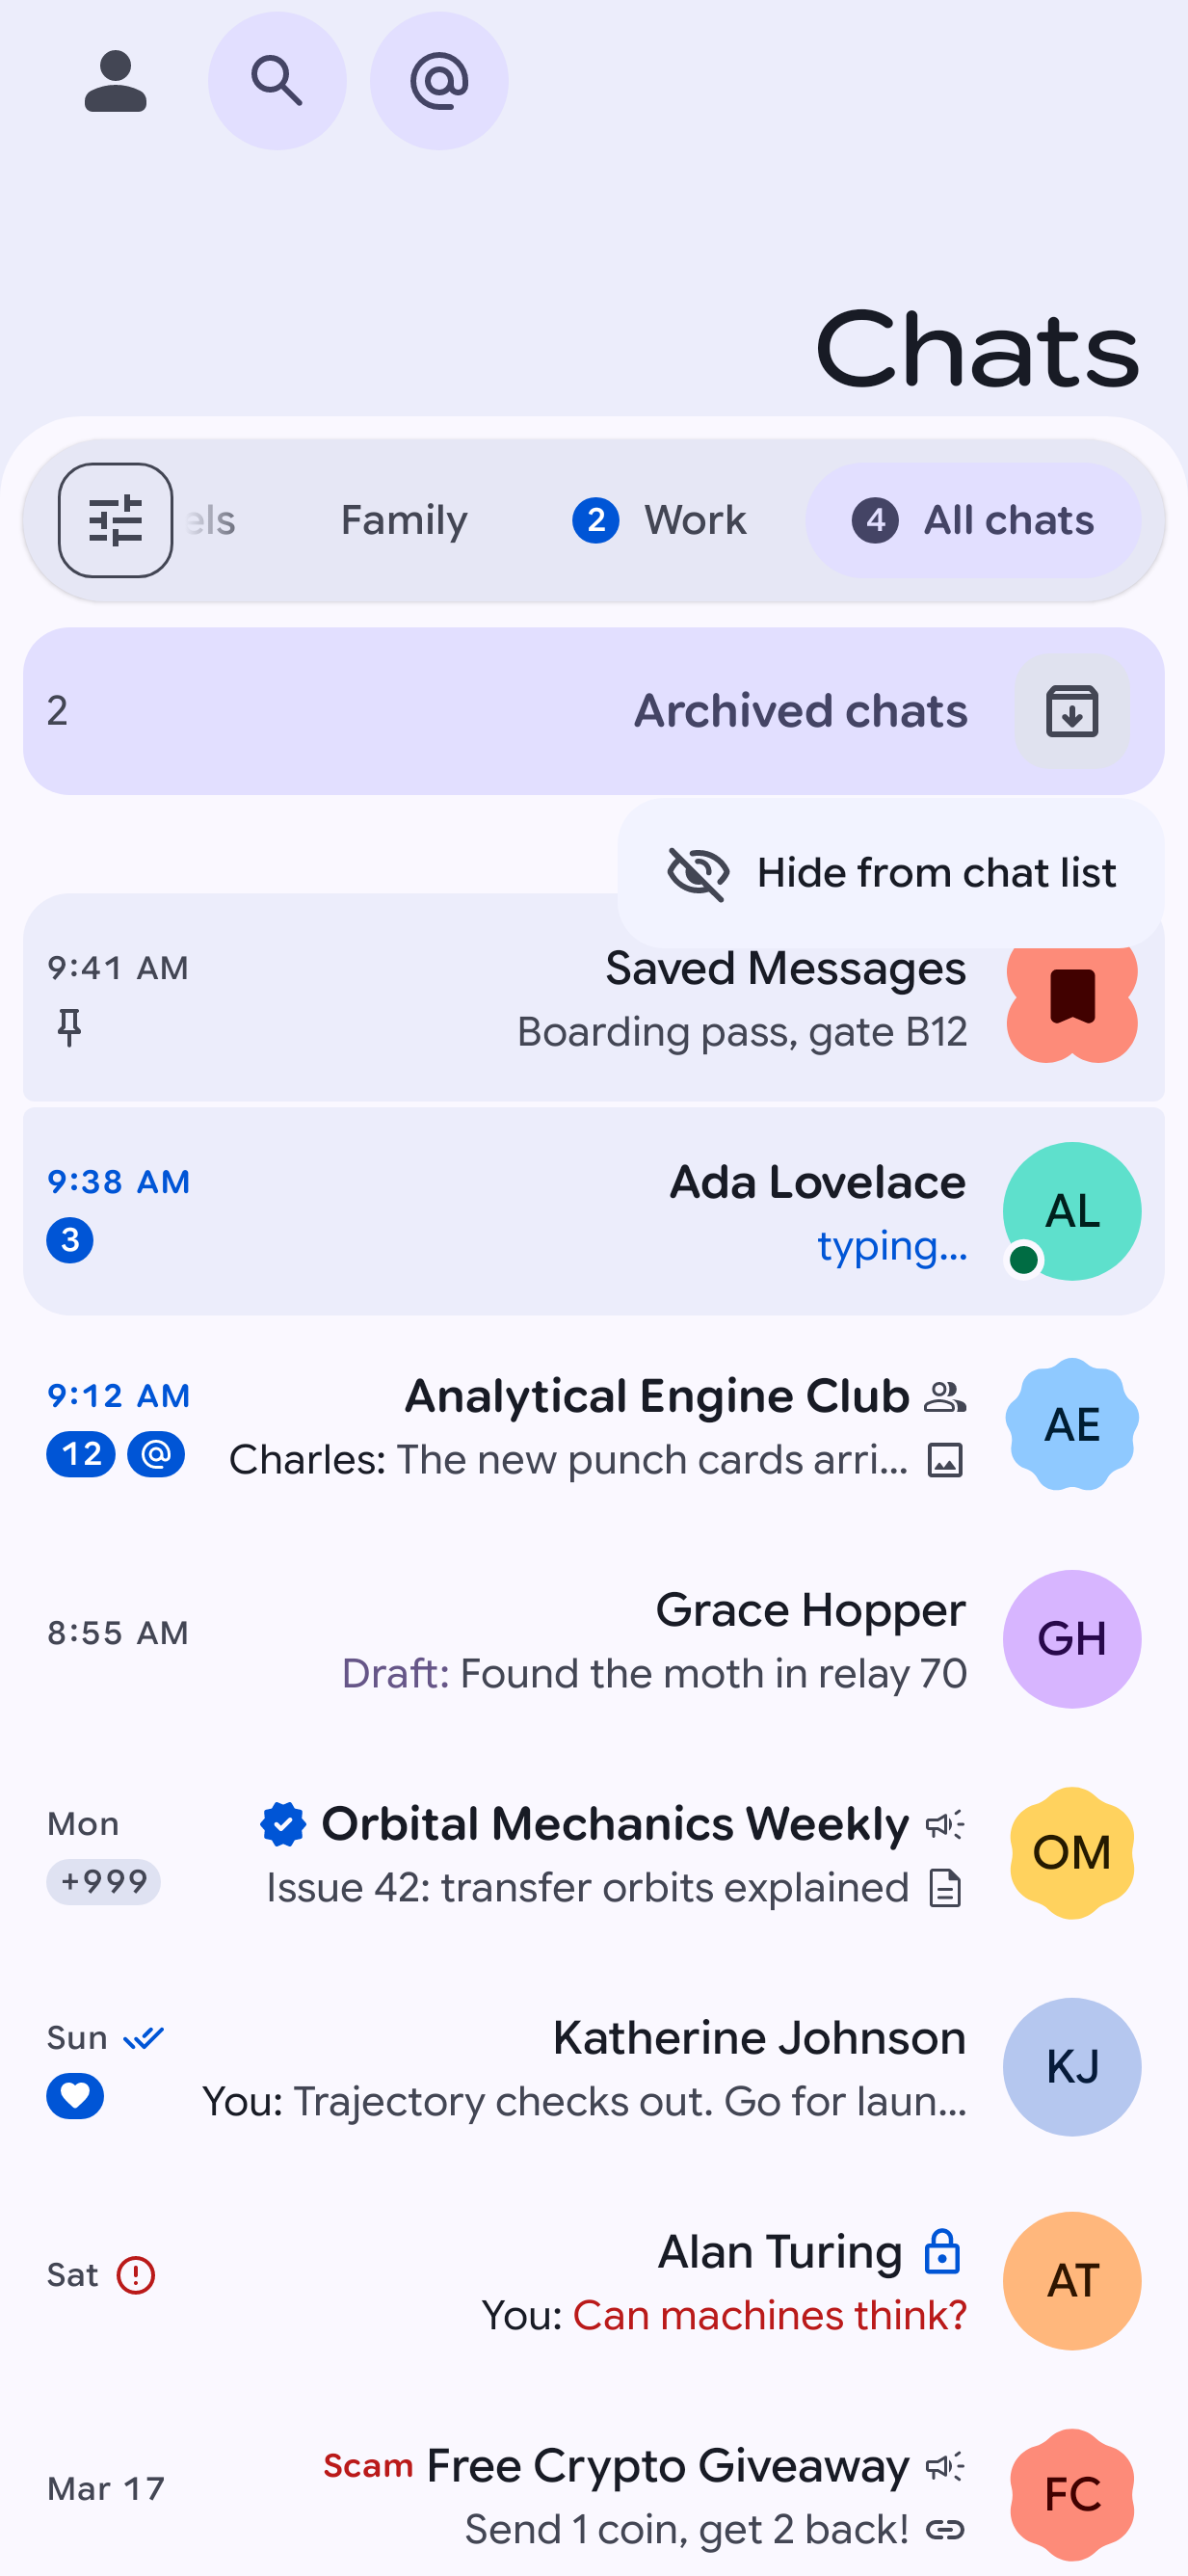 Chats
All chats 4
Work 2
Family
els
Archived chats
2
Hide from chat list
Saved Messages
9:41 AM
Boarding pass, gate B12
AL
Ada Lovelace
9:38 AM
typing...
3
AE
Analytical Engine Club
9:12 AM
Charles: The new punch cards arri...
12 @
GH
Grace Hopper
8:55 AM
Draft: Found the moth in relay 70
OM
Orbital Mechanics Weekly
Mon
Issue 42: transfer orbits explained
+999
KJ
Katherine Johnson
Sun
You: Trajectory checks out. Go for laun...
AT
Alan Turing
Sat
You: Can machines think?
FC
Scam Free Crypto Giveaway
Mar 17
Send 1 coin, get 2 back!